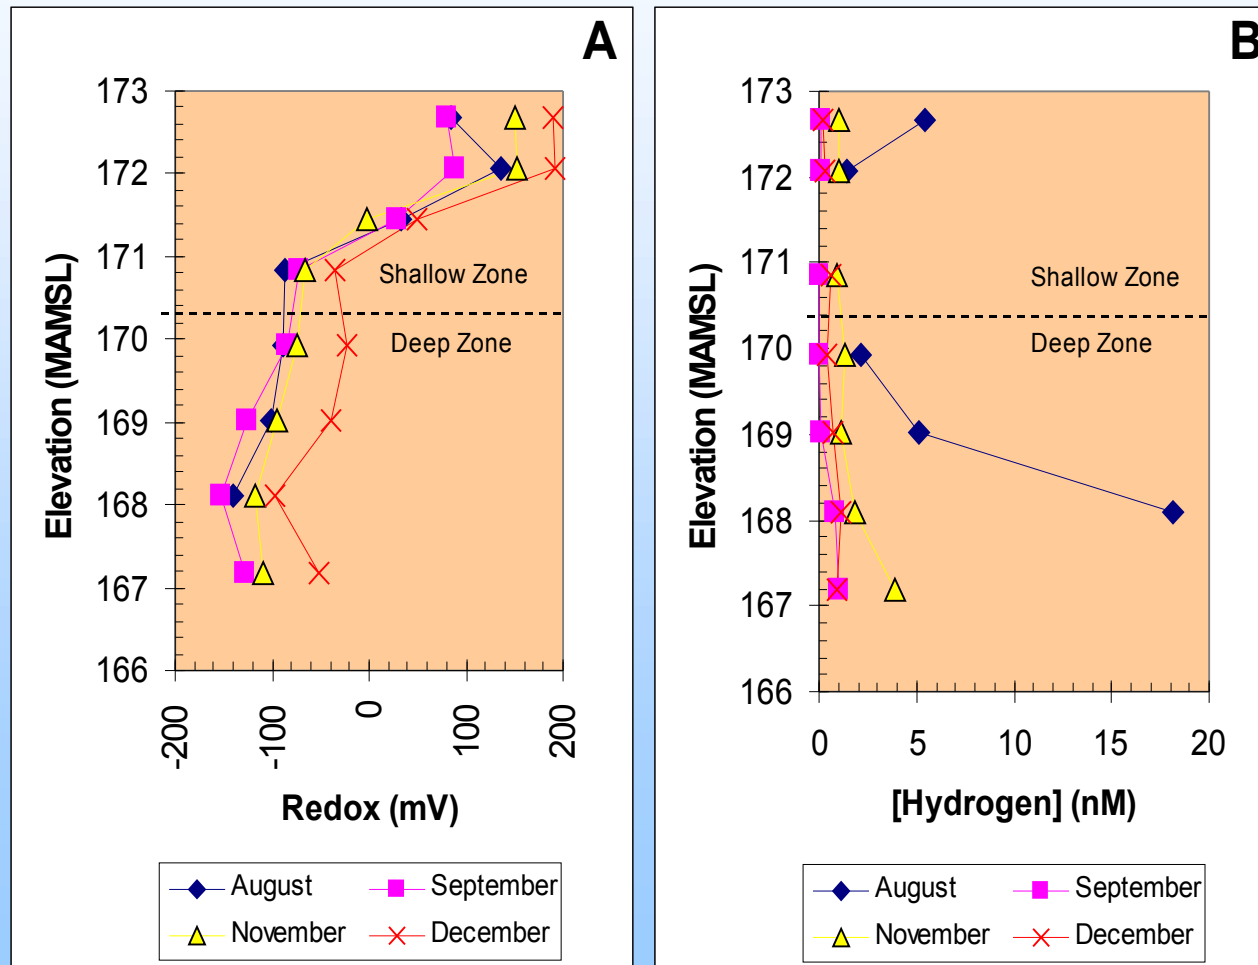 A
173
172
171
170
169
168
167
166
Elevation (MAMSL)
Shallow Zone
Deep Zone
-200
-100
0
100
200
Redox (mV)
August
September
November
December
B
173
172
171
170
169
168
167
166
Elevation (MAMSL)
Shallow Zone
Deep Zone
0 5 10 15 20
[Hydrogen] (nM)
August
September
November
December